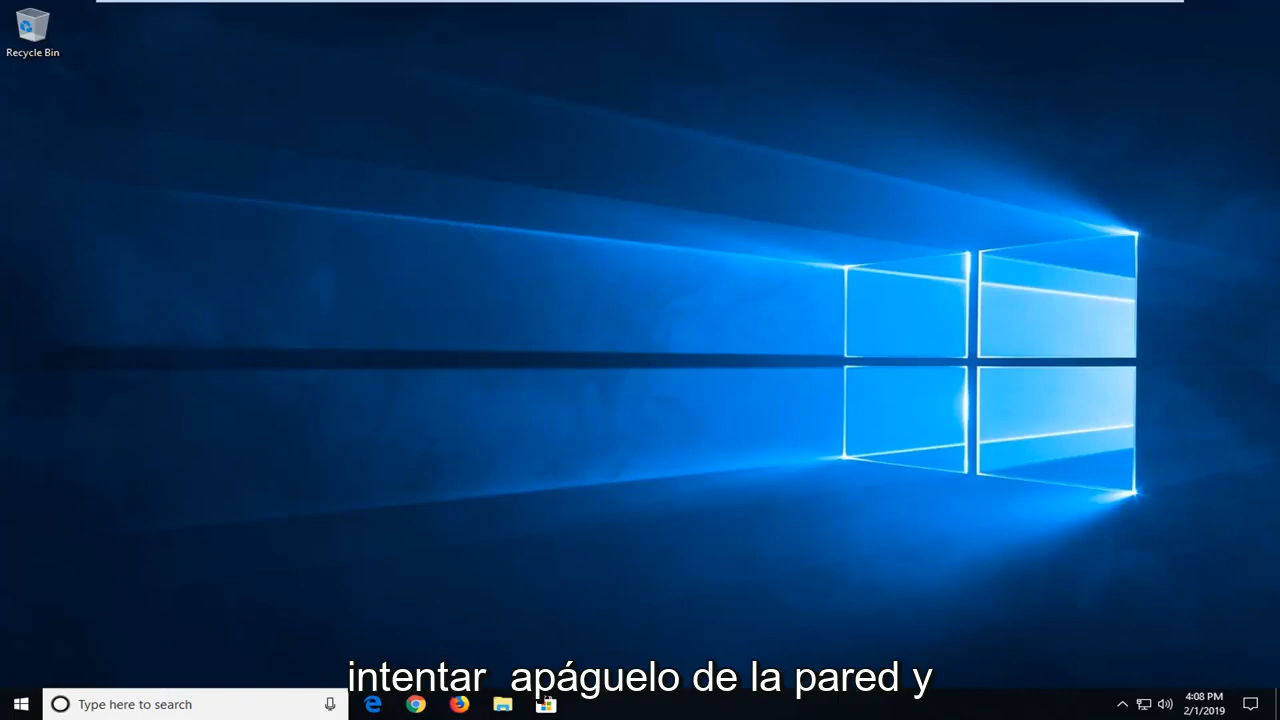 Recycle Bin
intentar  apáguelo de la pared y
Type here to search
4:08 PM
2/1/2019